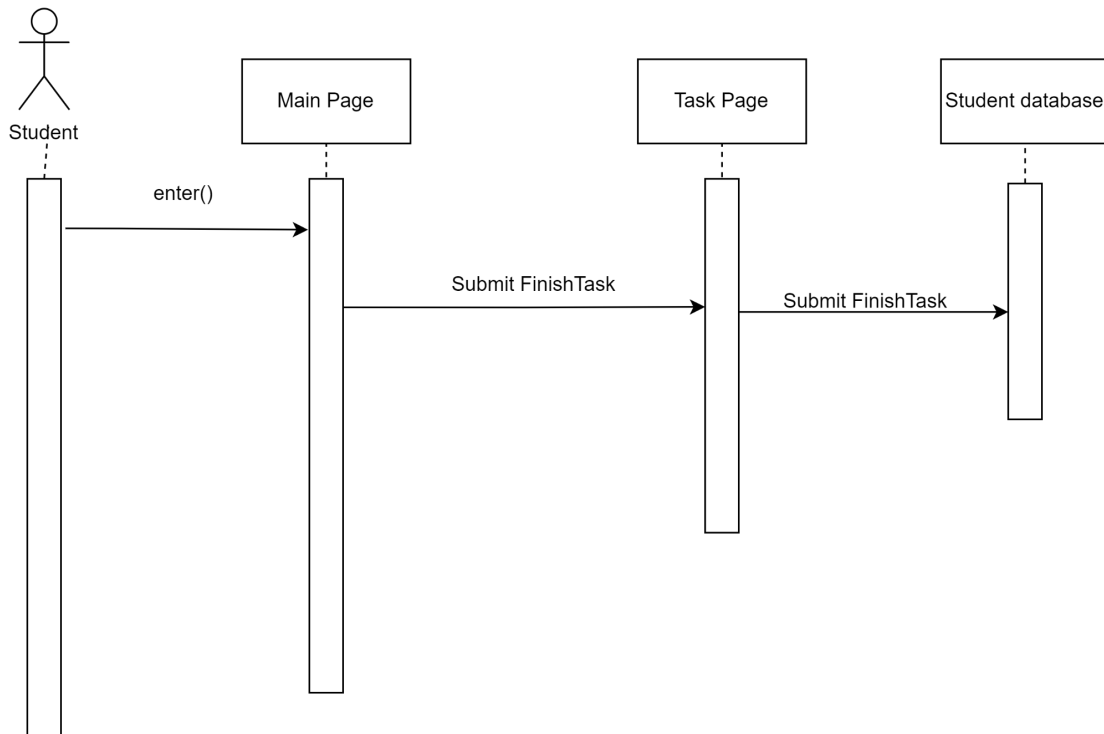 Student
Main Page
Task Page
Student database
enter()
Submit FinishTask
Submit FinishTask